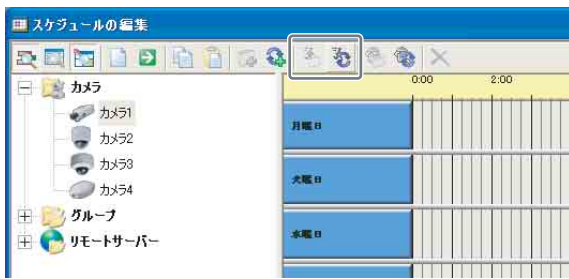 スケジュールの編集
0:00 2:00
カメラ
カメラ1
カメラ2
カメラ3
カメラ4
グループ
リモートサーバー
月曜日
火曜日
水曜日